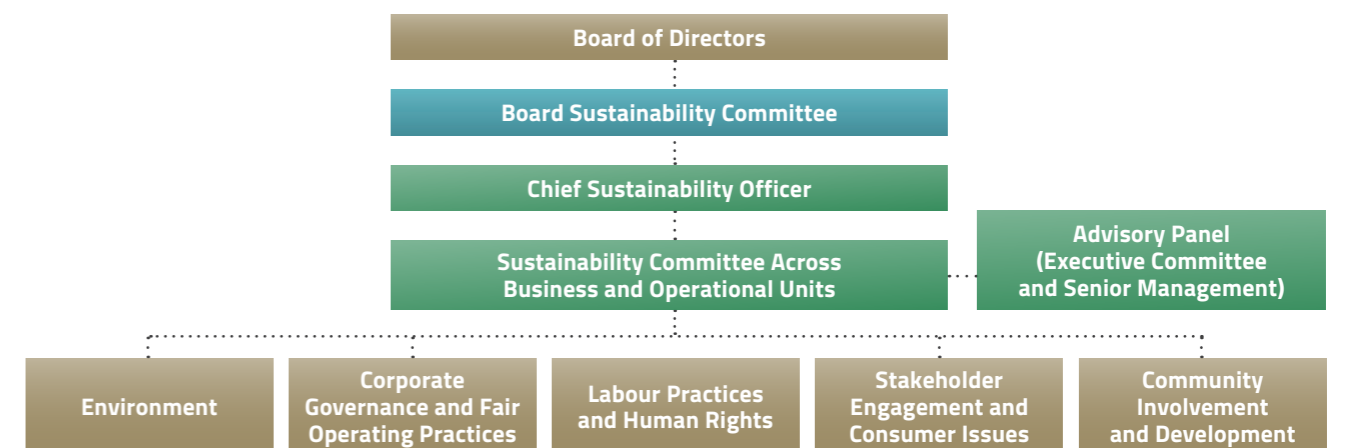 Board of Directors
Board Sustainability Committee
Chief Sustainability Officer
Sustainability Committee Across
Business and Operational Units
Advisory Panel
(Executive Committee
and Senior Management)
Environment
Corporate
Governance and Fair
Operating Practices
Labour Practices
and Human Rights
Stakeholder
Engagement and
Consumer Issues
Community
Involvement
and Development